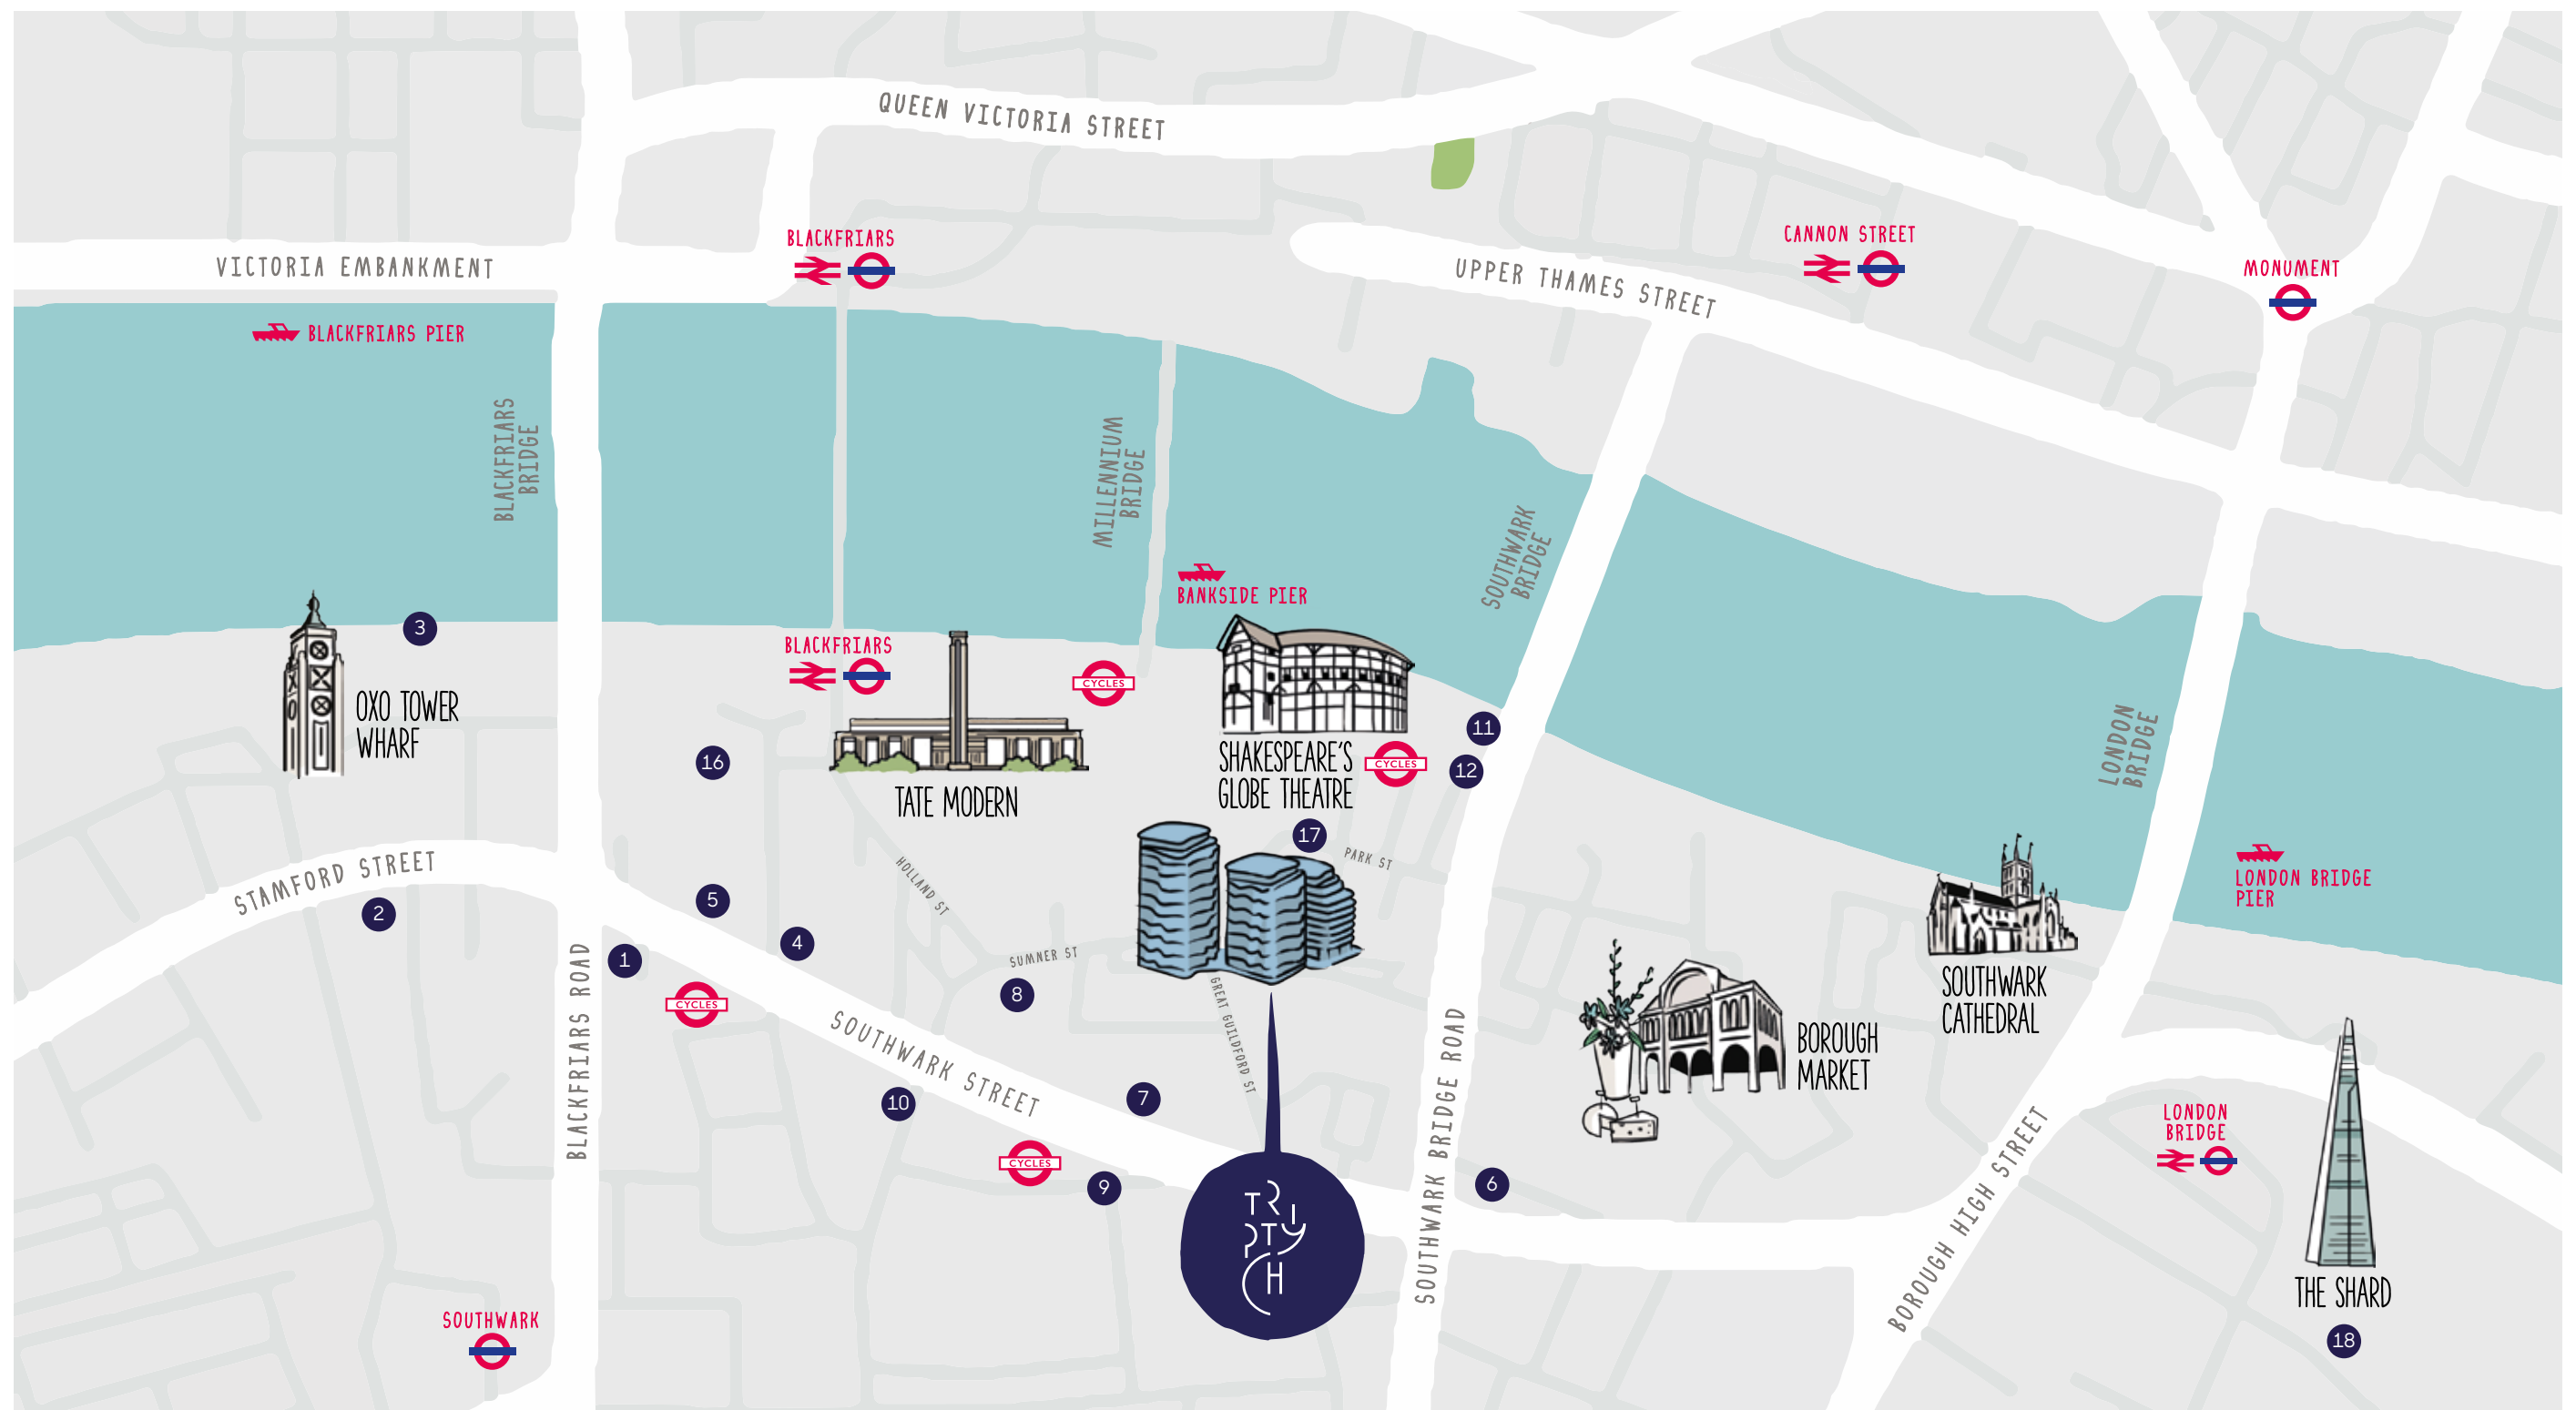 QUEEN VICTORIA STREET
BLACKFRIARS
CANNON STREET
VICTORIA EMBANKMENT
UPPER THAMES STREET
MONUMENT
BLACKFRIARS PIER
BLACKFRIARS
BRIDGE
MILLENNIUM
BRIDGE
SOUTHWARK
BRIDGE
BANKSIDE PIER
3
BLACKFRIARS
CYCLES
OXO TOWER
WHARF
11
LONDON
BRIDGE
16
SHAKESPEARE'S
GLOBE THEATRE
CYCLES
12
TATE MODERN
17
PARK ST
STAMFORD STREET
HOLLAND ST
LONDON BRIDGE
PIER
5
2
4
1
SUMNER ST
8
CYCLES
SOUTHWARK
CATHEDRAL
GREAT GUILDFORD ST
BLACKFRIARS ROAD
SOUTHWARK STREET
BOROUGH
MARKET
10
7
SOUTHWARK BRIDGE ROAD
LONDON
BRIDGE
CYCLES
9
6
BOROUGH HIGH STREET
TRI
PTY
CH
THE SHARD
SOUTHWARK
18